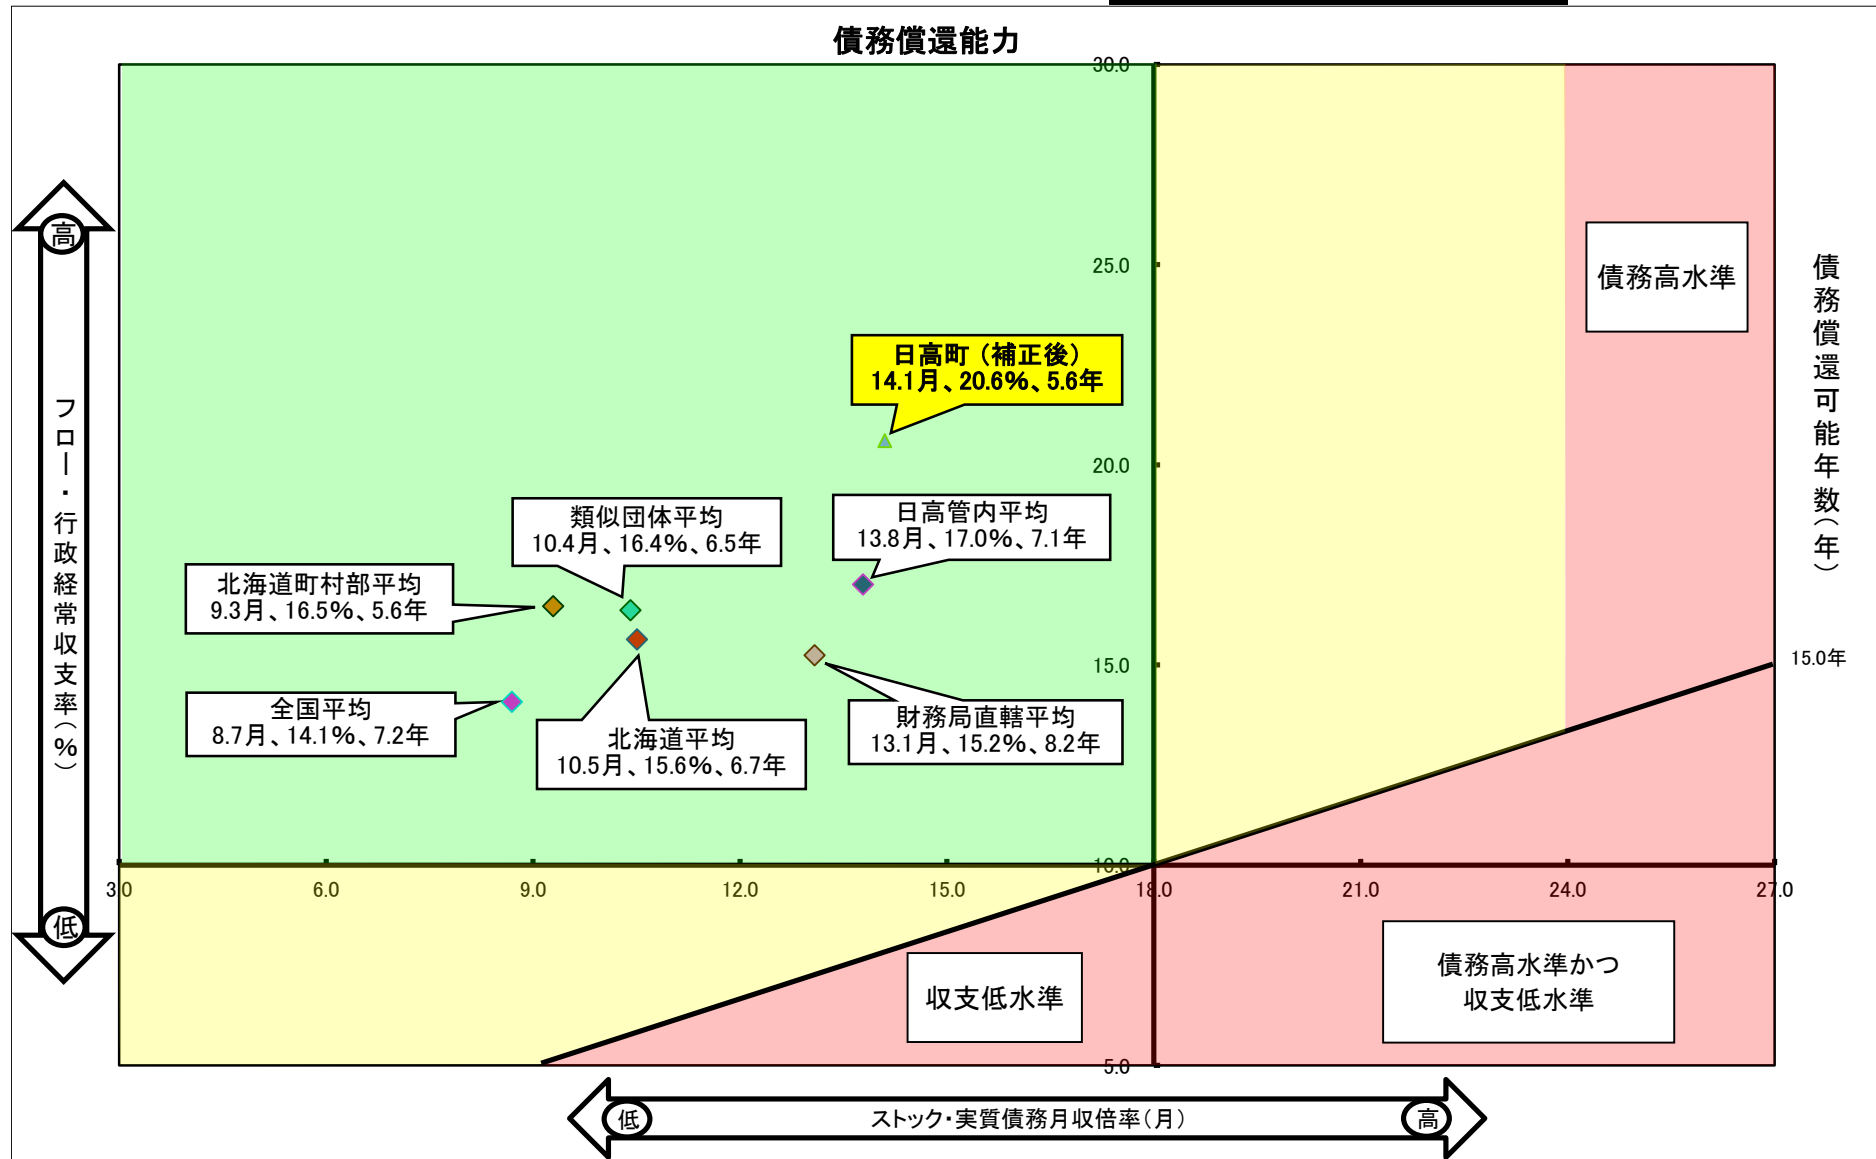 債務償還能力
30.0
25.0
20.0
15.0
10.0
5.0
3.0
6.0
9.0
12.0
15.0
18.0
21.0
24.0
27.0
高
フロー・行政経常収支率(%)
低
債務高水準
債務償還可能年数(年)
15.0年
日高町(補正後)
14.1月、20.6%、5.6年
類似団体平均
10.4月、16.4%、6.5年
日高管内平均
13.8月、17.0%、7.1年
北海道町村部平均
9.3月、16.5%、5.6年
全国平均
8.7月、14.1%、7.2年
北海道平均
10.5月、15.6%、6.7年
財務局直轄平均
13.1月、15.2%、8.2年
収支低水準
債務高水準かつ
収支低水準
低
ストック・実質債務月収倍率(月)
高